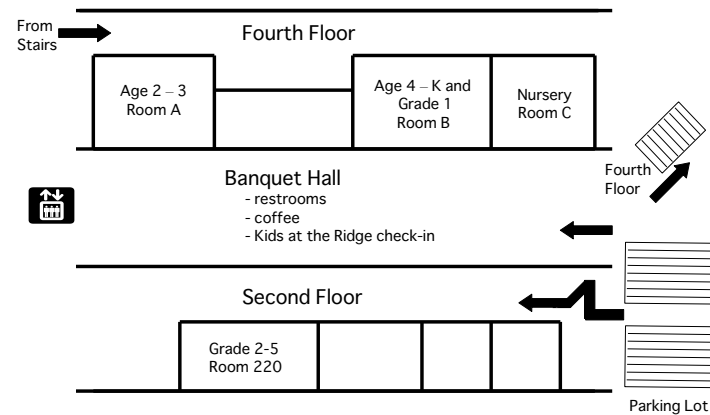 From
Stairs
Fourth Floor
Age 2 – 3
Room A
Age 4 – K and
Grade 1
Room B
Nursery
Room C
Fourth
Floor
Banquet Hall
- restrooms
- coffee
- Kids at the Ridge check-in
Second Floor
Grade 2-5
Room 220
Parking Lot